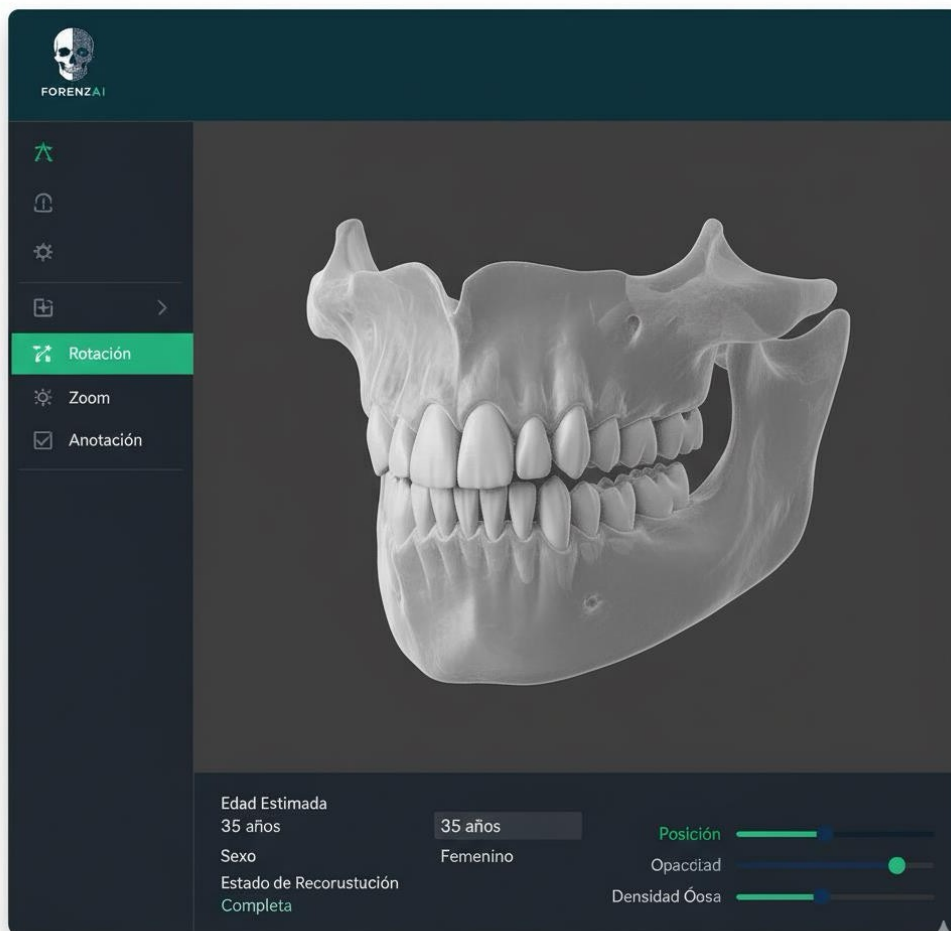 FORENZAI
Rotación
Zoom
Anotación
Edad Estimada
35 años
35 años
Sexo
Femenino
Estado de Recorustución
Completa
Posición
Opacctad
Densidad Óosa